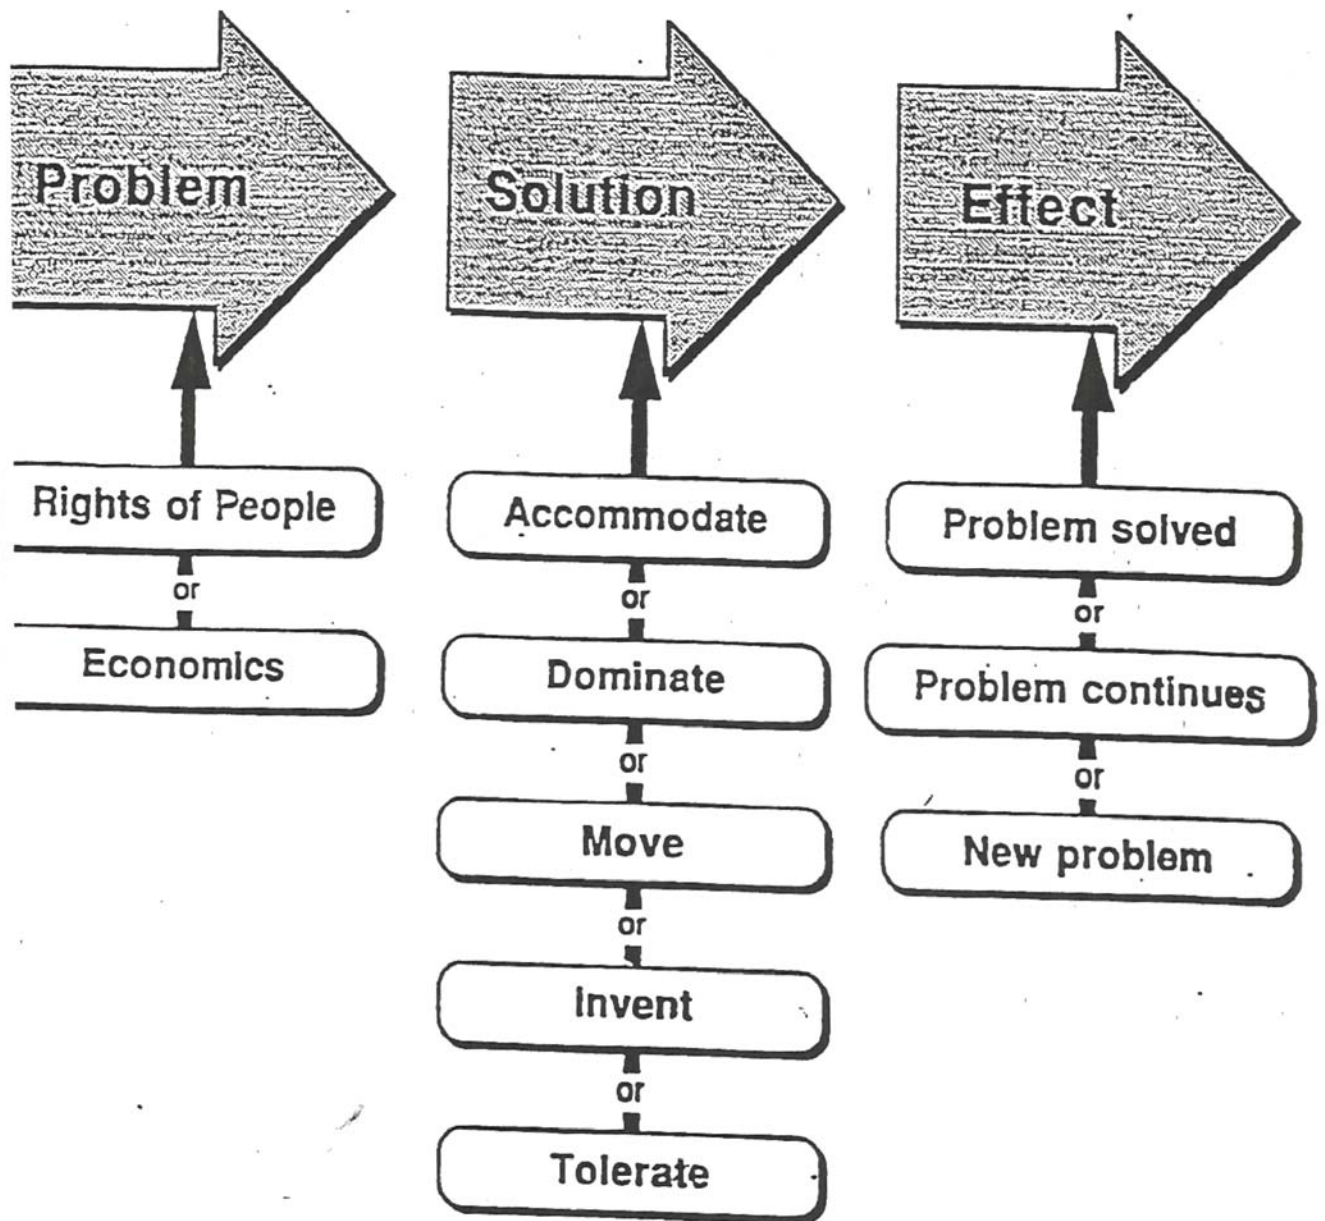 Problem
Solution
Effect
Rights of People
or
Economics
Accommodate
or
Dominate
or
Move
or
Invent
or
Tolerate
Problem solved
or
Problem continues
or
New problem